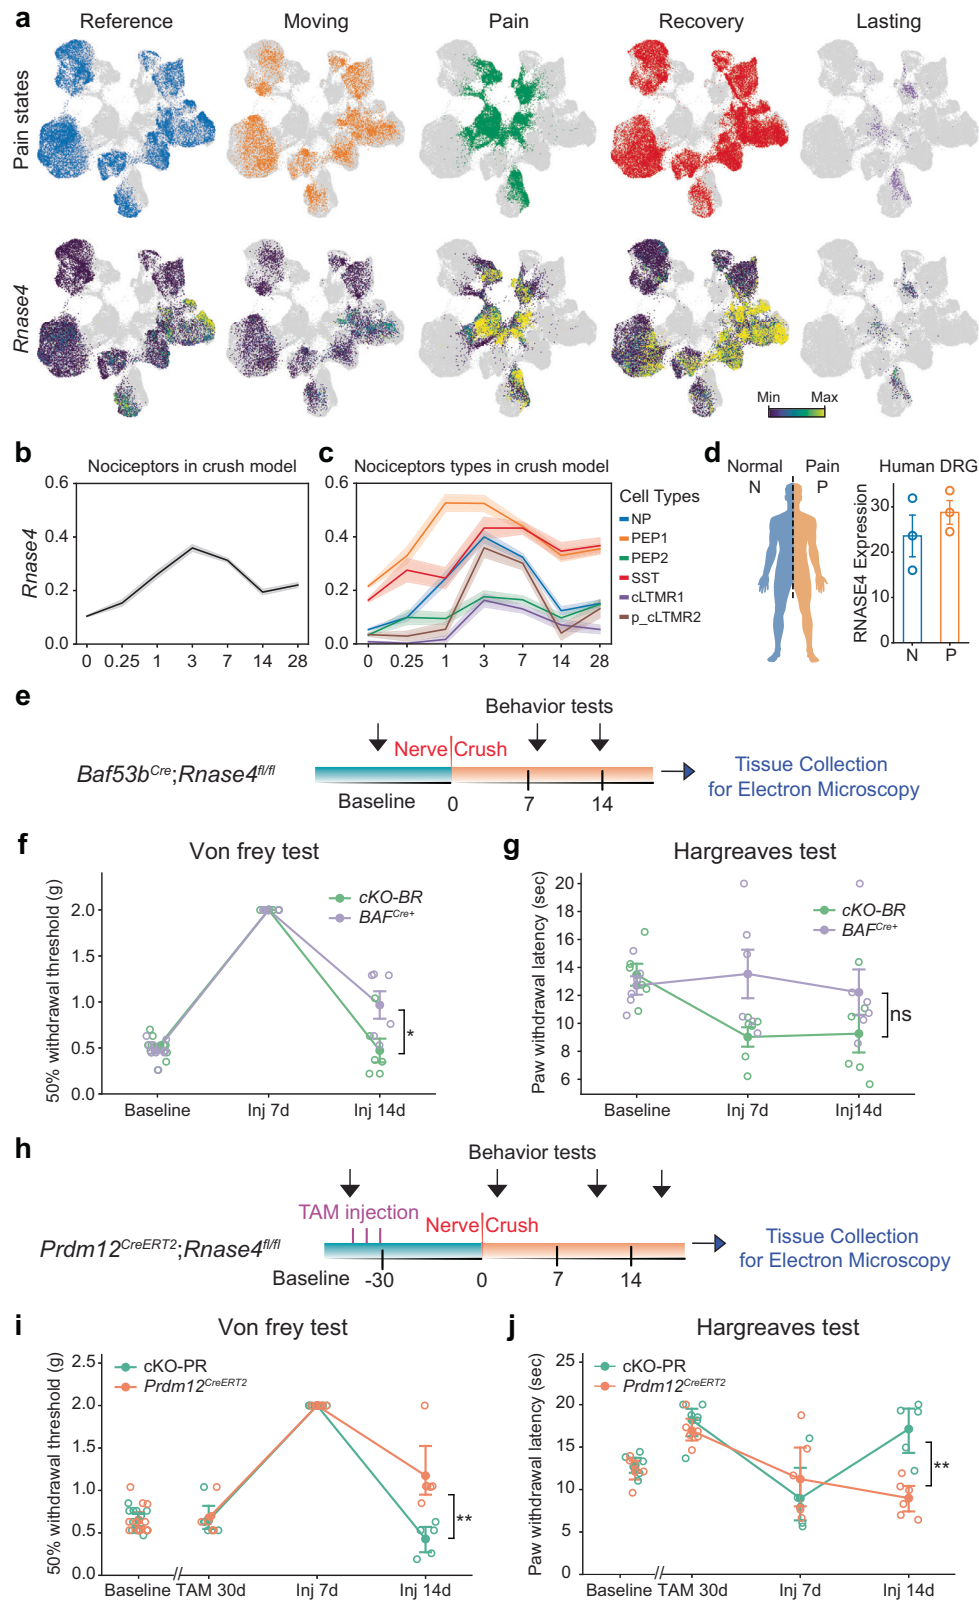 a
Reference Moving Pain Recovery Lasting
Pain states
Rnase4
Min Max
b
Nociceptors in crush model
Rnase4
0.6
0.4
0.2
0.0
0 0.25 1 3 7 14 28
c
Nociceptors types in crush model
0.6
0.4
0.2
0.0
0 0.25 1 3 7 14 28
Cell Types
NP
PEP1
PEP2
SST
cLTMR1
p_cLTMR2
d
Normal Pain
N P
Human DRG
RNASE4 Expression
30
20
0
N P
e
Behavior tests
Nerve Crush
Baf53bCre;Rnase4fl/fl
Baseline 0 7 14
Tissue Collection
for Electron Microscopy
f
Von frey test
50% withdrawal threshold (g)
2.0
1.5
1.0
0.5
0.0
cKO-BR
BAFCre+
*
Baseline Inj 7d Inj 14d
g
Hargreaves test
Paw withdrawal latency (sec)
20
18
16
14
12
10
8
6
cKO-BR
BAFCre+
ns
Baseline Inj 7d Inj14d
h
Behavior tests
TAM injection
Nerve Crush
Prdm12CreERT2;Rnase4fl/fl
Baseline -30 0 7 14
Tissue Collection
for Electron Microscopy
i
Von frey test
50% withdrawal threshold (g)
2.5
2.0
1.5
1.0
0.5
0.0
cKO-PR
Prdm12CreERT2
**
Baseline TAM 30d Inj 7d Inj 14d
j
Hargreaves test
Paw withdrawal latency (sec)
25
20
15
10
5
0
cKO-PR
Prdm12CreERT2
**
Baseline TAM 30d Inj 7d Inj 14d